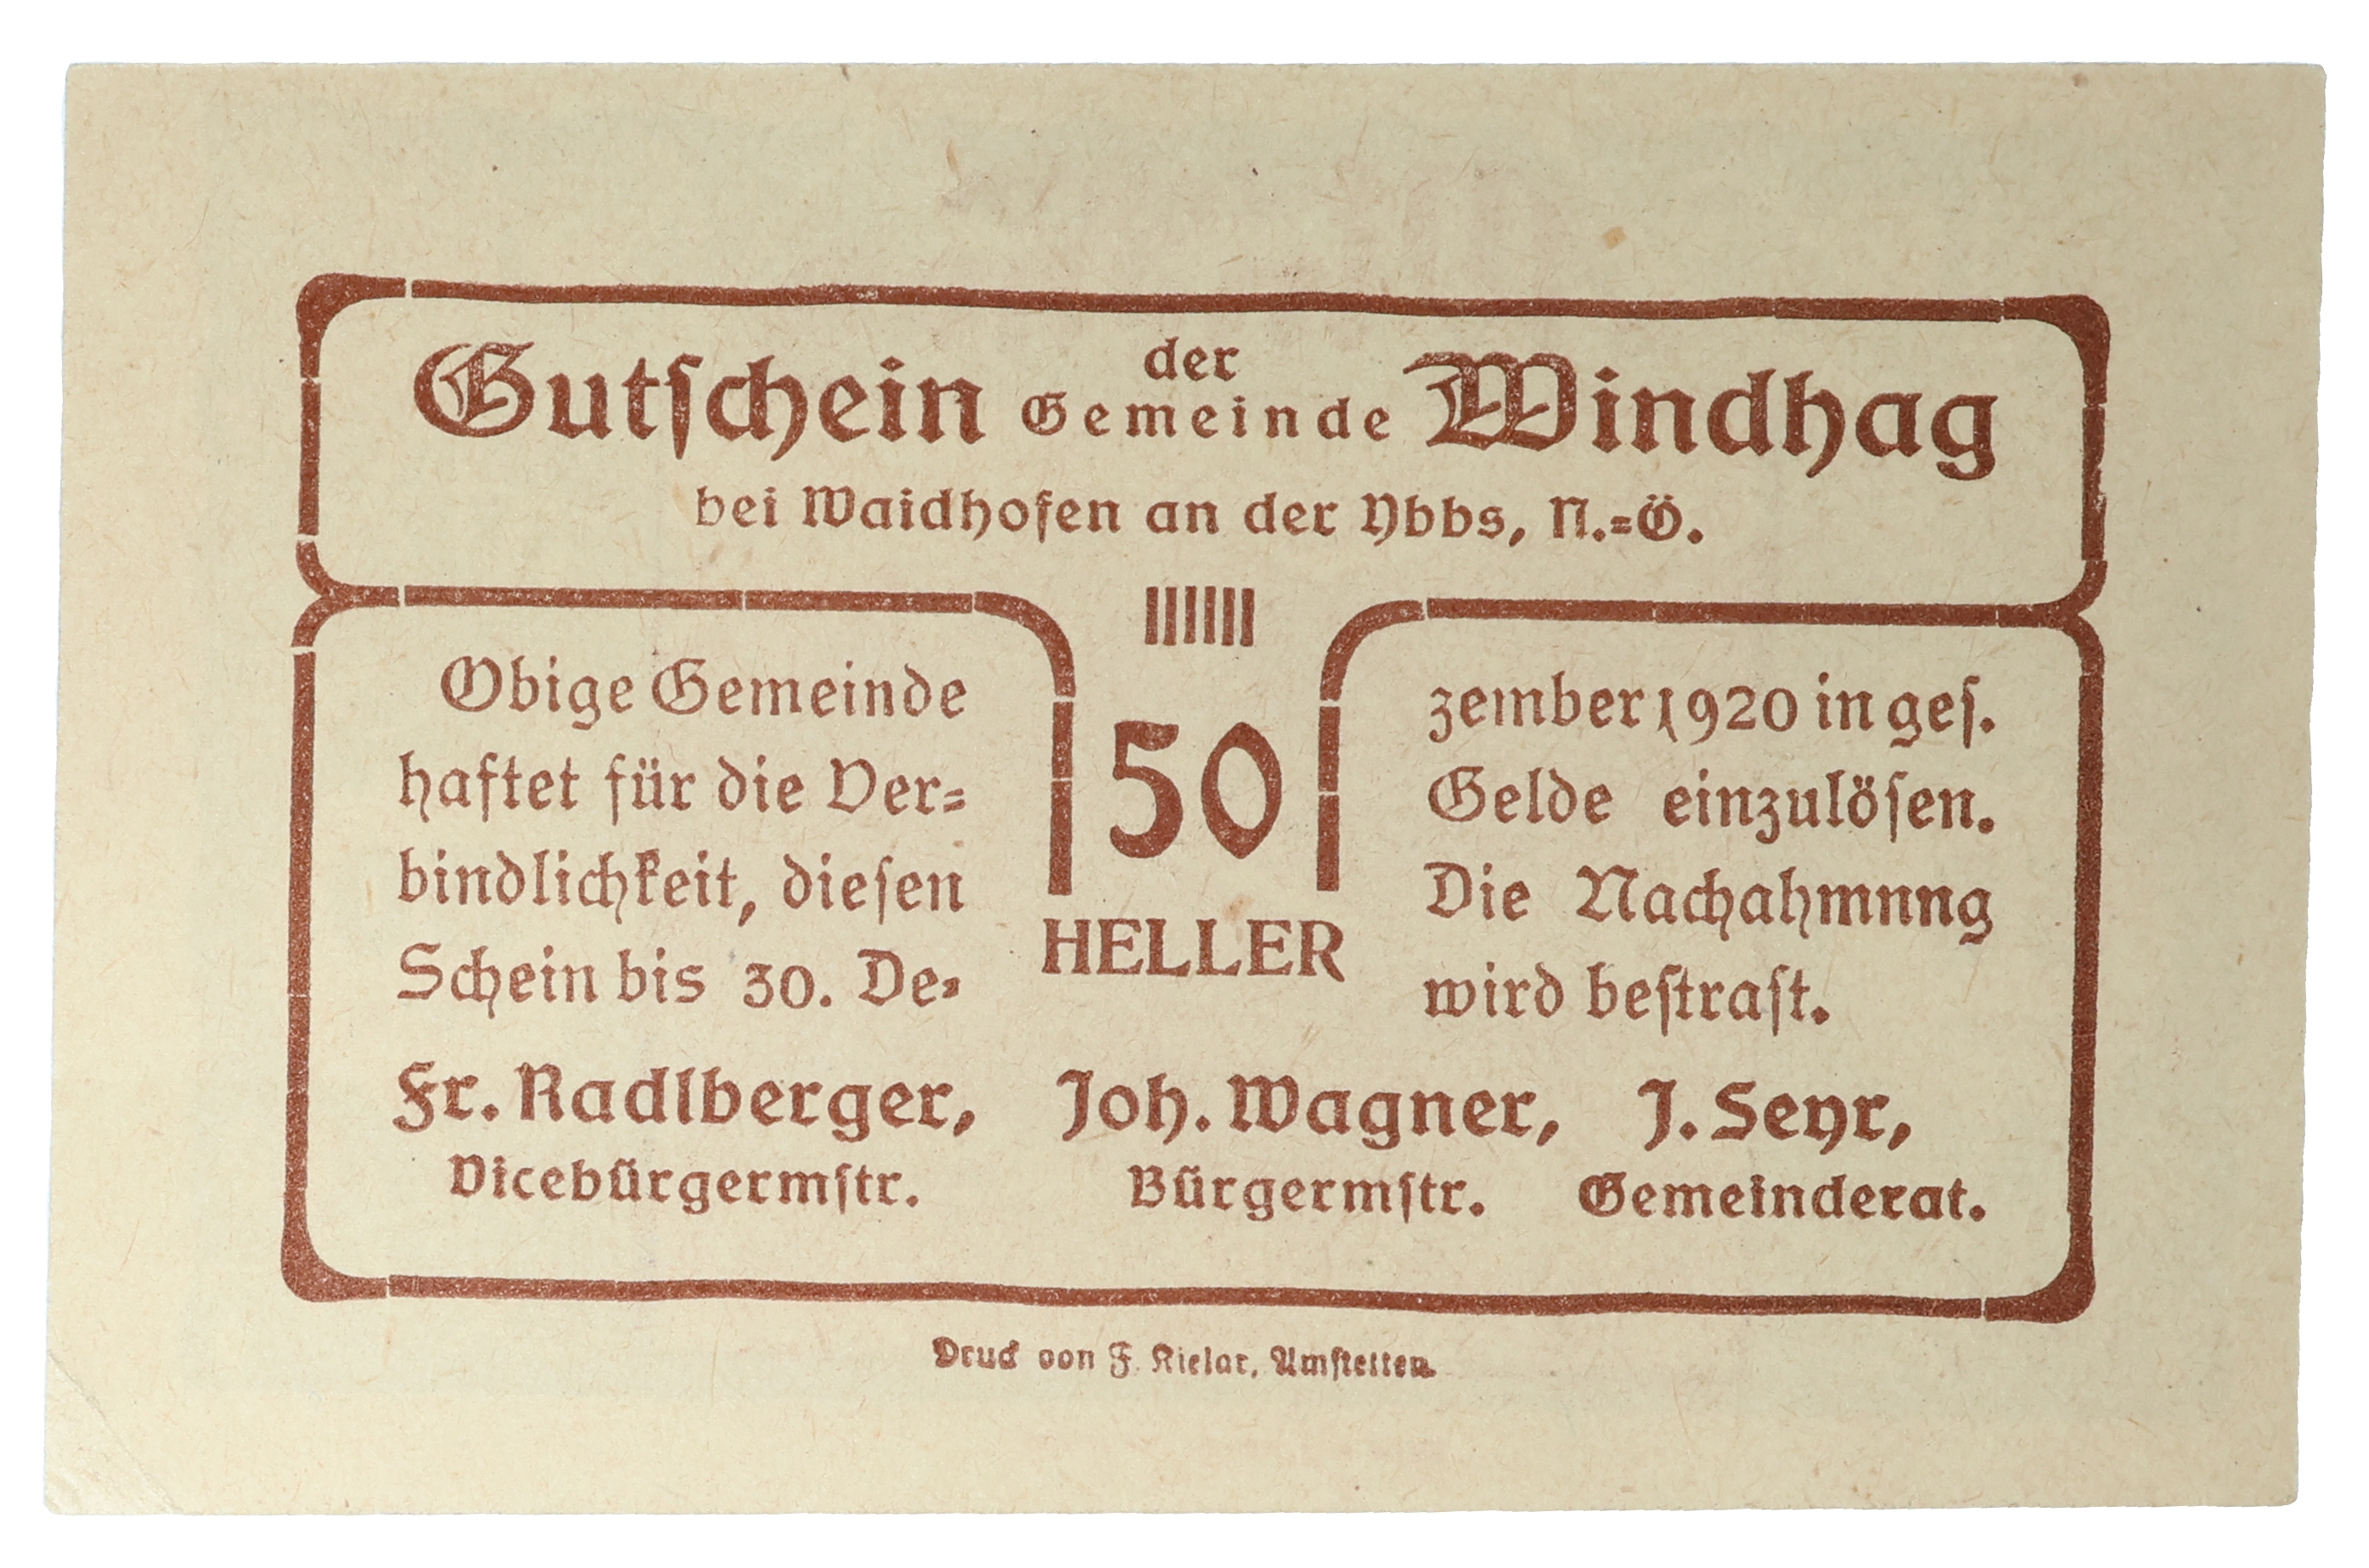 Gutschein der Gemeinde Windhag
bei Waidhofen an der Ybbs, N.=Ö.
Obige Gemeinde
haftet für die Ver=
bindlichkeit, diesen
Schein bis 30. De=
50
HELLER
zember 1920 in ges.
Gelde einzulösen.
Die Nachahmnng
wird bestrast.
Fr. Radlberger,
Vicebürgermstr.
Joh. Wagner,
Bürgermstr.
J. Seyr,
Gemeinderat.
Druck von F. Kielar, Amstetten.